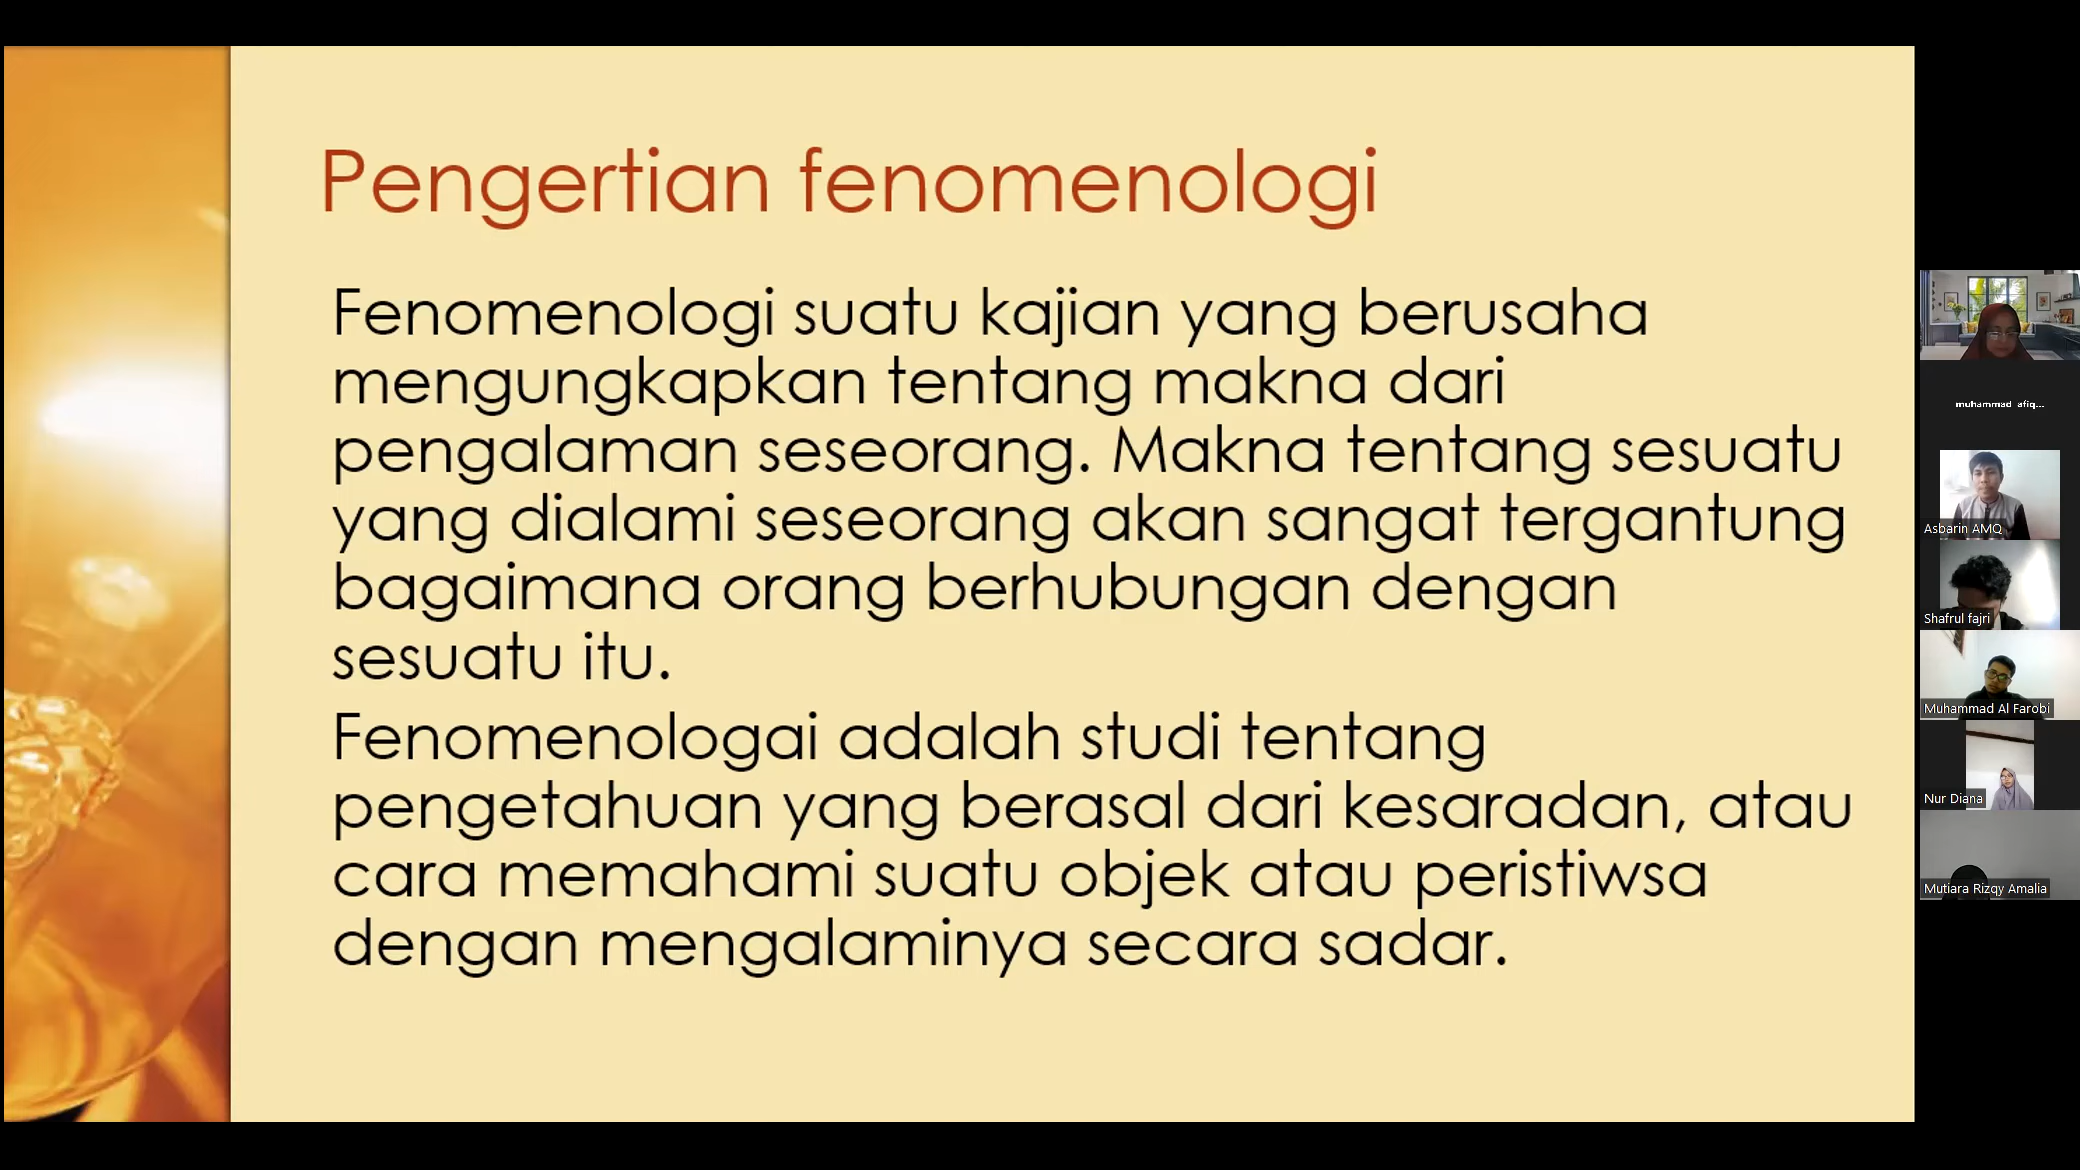 Pengertian fenomenologi
Fenomenologi suatu kajian yang berusaha
mengungkapkan tentang makna dari
pengalaman seseorang. Makna tentang sesuatu
yang dialami seseorang akan sangat tergantung
bagaimana orang berhubungan dengan
sesuatu itu.
Fenomenologai adalah studi tentang
pengetahuan yang berasal dari kesaradan, atau
cara memahami suatu objek atau peristiwsa
dengan mengalaminya secara sadar.
muhammad afiq...
Asbarin AMQ
Shafrul fajri
Muhammad Al Farobi
Nur Diana
Mutiara Rizqy Amalia